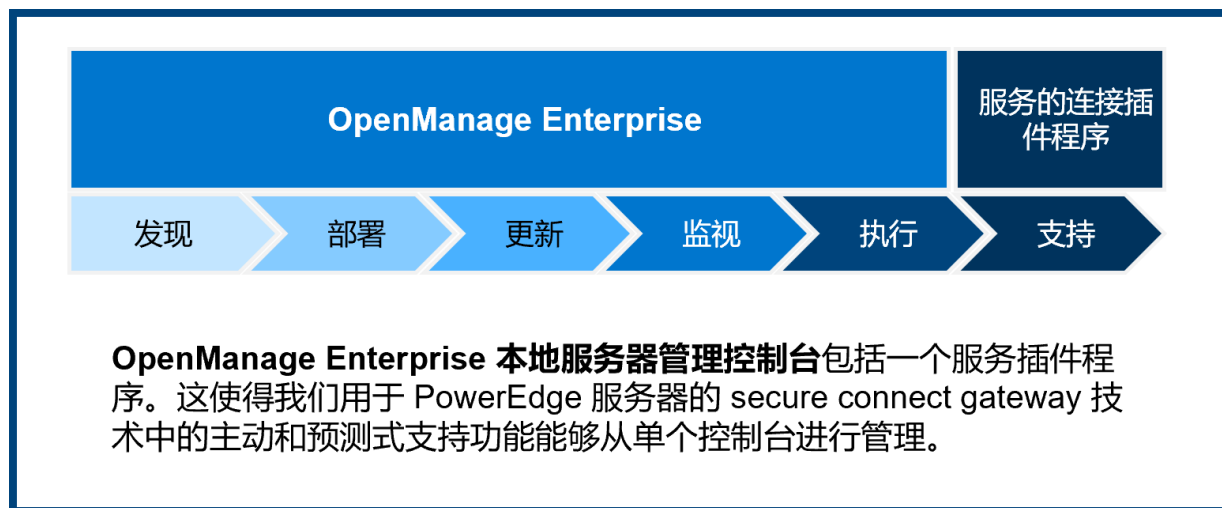 OpenManage Enterprise
服务的连接插
件程序
发现
部署
更新
监视
执行
支持
OpenManage Enterprise 本地服务器管理控制台包括一个服务插件程
序。这使得我们用于 PowerEdge 服务器的 secure connect gateway 技
术中的主动和预测式支持功能能够从单个控制台进行管理。